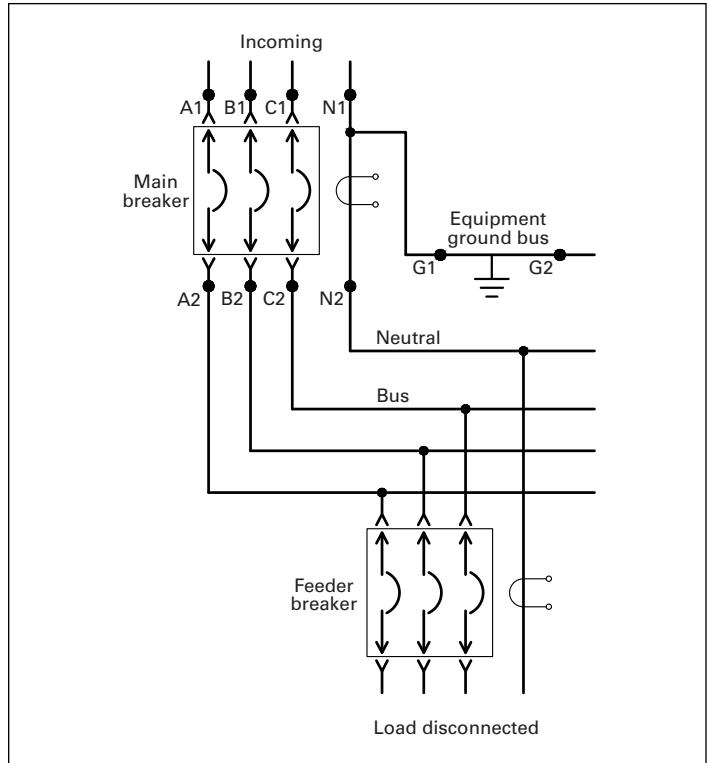 Incoming
A1 B1 C1 N1
Main
breaker
Equipment
ground bus
G1 G2
A2 B2 C2 N2
Neutral
Bus
Feeder
breaker
Load disconnected